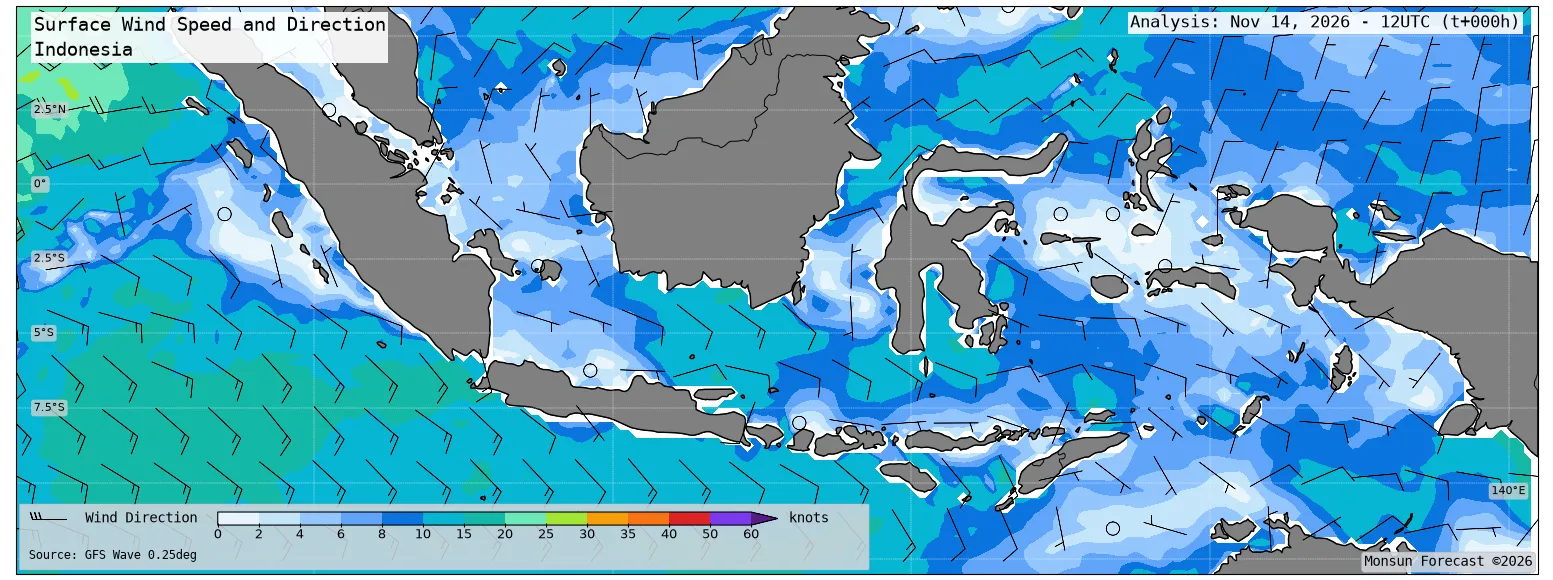 Surface Wind Speed and Direction
Indonesia
Analysis: Nov 14, 2026 - 12UTC (t+000h)
2.5°N
0°
2.5°S
5°S
7.5°S
140°E
Wind Direction
0 2 4 6 8 10 15 20 25 30 35 40 50 60 knots
Source: GFS Wave 0.25deg
Monsun Forecast ©2026